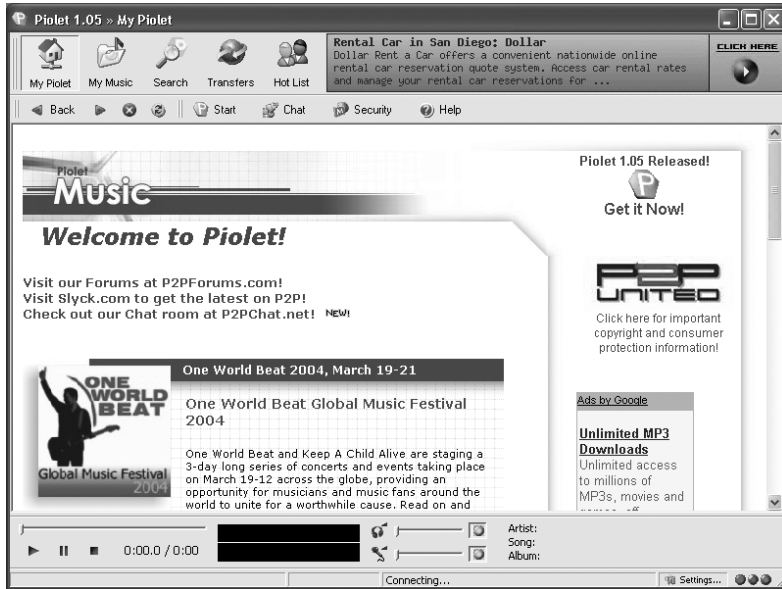 Piolet 1.05 » My Piolet
My Piolet My Music Search Transfers Hot List
Rental Car in San Diego: Dollar
Dollar Rent a Car offers a convenient nationwide online
rental car reservation quote system. Access car rental rates
and manage your rental car reservations for ...
CLICK HERE
Back Start Chat Security Help
Piolet
Music
Welcome to Piolet!
Visit our Forums at P2PForums.com!
Visit Slyck.com to get the latest on P2P!
Check out our Chat room at P2PChat.net! NEW!
One World Beat 2004, March 19-21
ONE
WORLD
BEAT
Global Music Festival
2004
One World Beat Global Music Festival
2004
One World Beat and Keep A Child Alive are staging a
3-day long series of concerts and events taking place
on March 19-12 across the globe, providing an
opportunity for musicians and music fans around the
world to unite for a worthwhile cause. Read on and
Piolet 1.05 Released!
P
Get it Now!
P2P
UNITED
Click here for important
copyright and consumer
protection information!
Ads by Google
Unlimited MP3
Downloads
Unlimited access
to millions of
MP3s, movies and
0:00.0 / 0:00
Artist:
Song:
Album:
Connecting...
Settings...